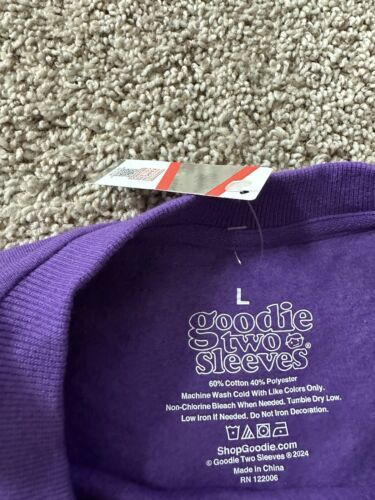 L
goodie
two
sleeves®
60% Cotton 40% Polyester
Machine Wash Cold With Like Colors Only.
Non-Chlorine Bleach When Needed. Tumble Dry Low.
Low Iron If Needed. Do Not Iron Decoration.
ShopGoodie.com
© Goodie Two Sleeves ® 2024
Made in China
RN 122006